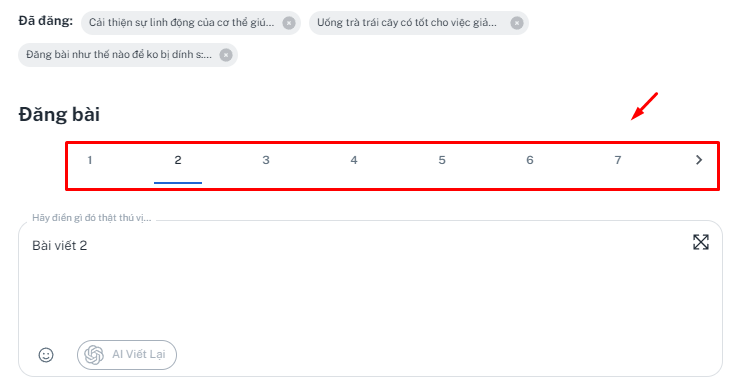 Đã đăng: Cải thiện sự linh động của cơ thể giú... Uống trà trái cây có tốt cho việc giả...
Đăng bài như thế nào để ko bị dính s:...
Đăng bài
1 2 3 4 5 6 7
Hãy điền gì đó thật thú vị...
Bài viết 2
AI Viết Lại